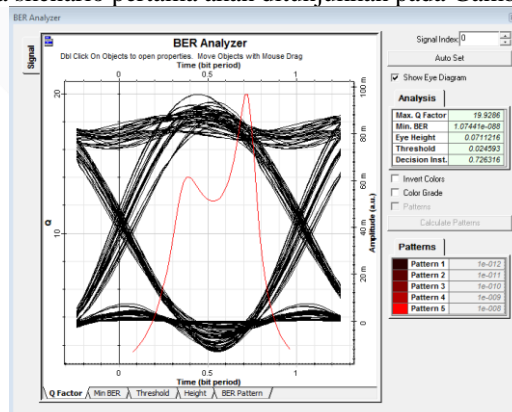 BER Analyzer
Signal Index: 0
Auto Set
Show Eye Diagram
Analysis
Max. Q Factor 19.9286
Min. BER 1.07441e-088
Eye Height 0.0711216
Threshold 0.024593
Decision Inst. 0.726316
Invert Colors
Color Grade
Patterns
Calculate Patterns
Patterns
Pattern 1 1e-012
Pattern 2 1e-011
Pattern 3 1e-010
Pattern 4 1e-009
Pattern 5 1e-008
Signal
BER Analyzer
Dbl Click On Objects to open properties. Move Objects with Mouse Drag
Time (bit period)
0 0.5 1
20
10
Q
100 m
80 m
60 m
40 m
20 m
0
Amplitude (a.u.)
0 0.5 1
Time (bit period)
Q Factor Min BER Threshold Height BER Pattern